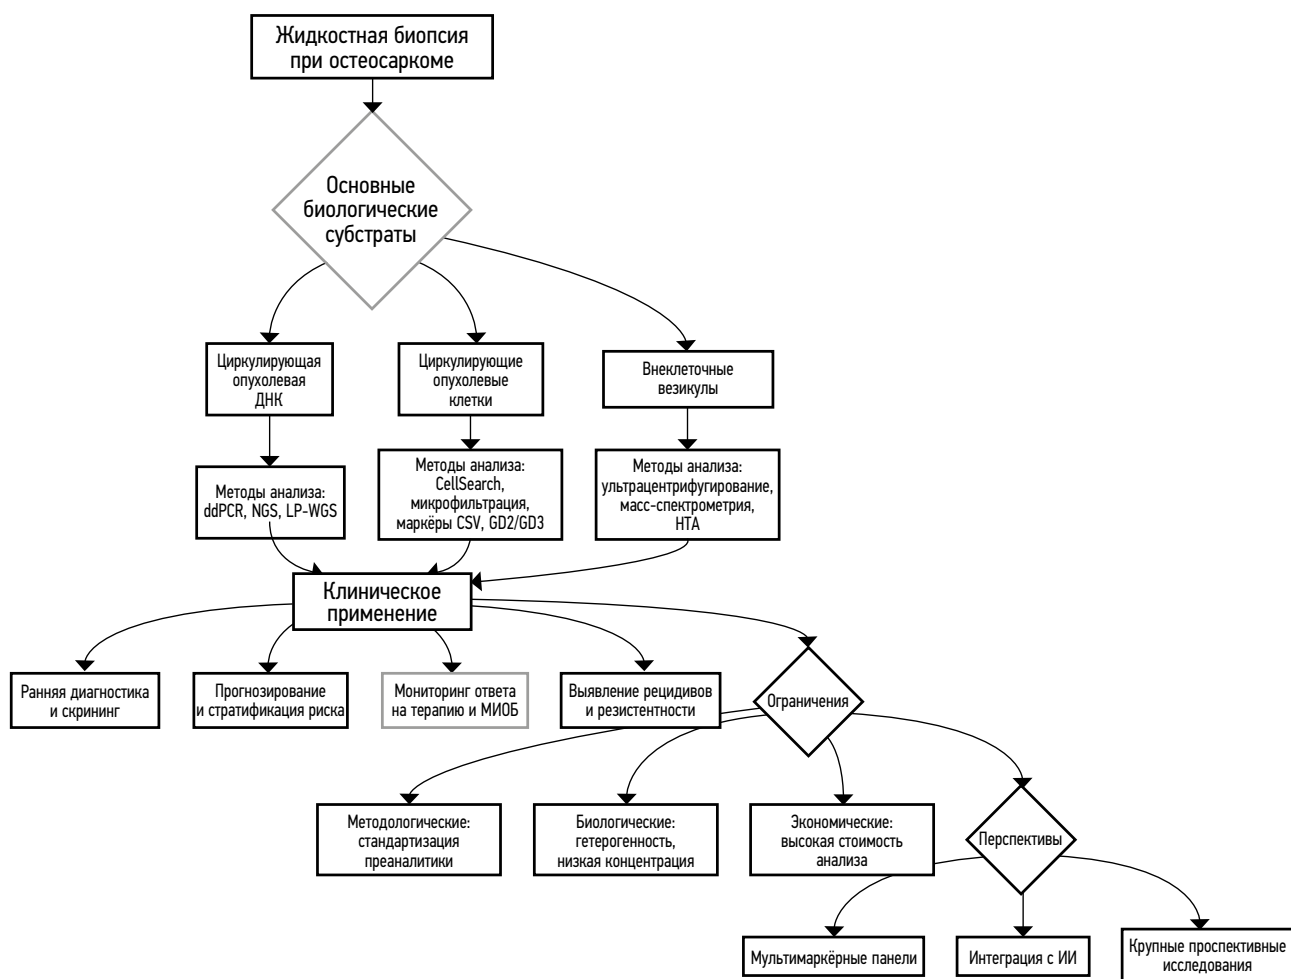 Жидкостная биопсия
при остеосаркоме
Основные
биологические
субстраты
Циркулирующая
опухолевая
ДНК
Циркулирующие
опухолевые
клетки
Внеклеточные
везикулы
Методы анализа:
ddPCR, NGS, LP-WGS
Методы анализа:
CellSearch,
микрофильтрация,
маркёры CSV, GD2/GD3
Методы анализа:
ультрацентрифугирование,
масс-спектрометрия,
НТА
Клиническое
применение
Ранняя диагностика
и скрининг
Прогнозирование
и стратификация риска
Мониторинг ответа
на терапию и МИОБ
Выявление рецидивов
и резистентности
Ограничения
Методологические:
стандартизация
преаналитики
Биологические:
гетерогенность,
низкая концентрация
Экономические:
высокая стоимость
анализа
Перспективы
Мультимаркёрные панели
Интеграция с ИИ
Крупные проспективные
исследования